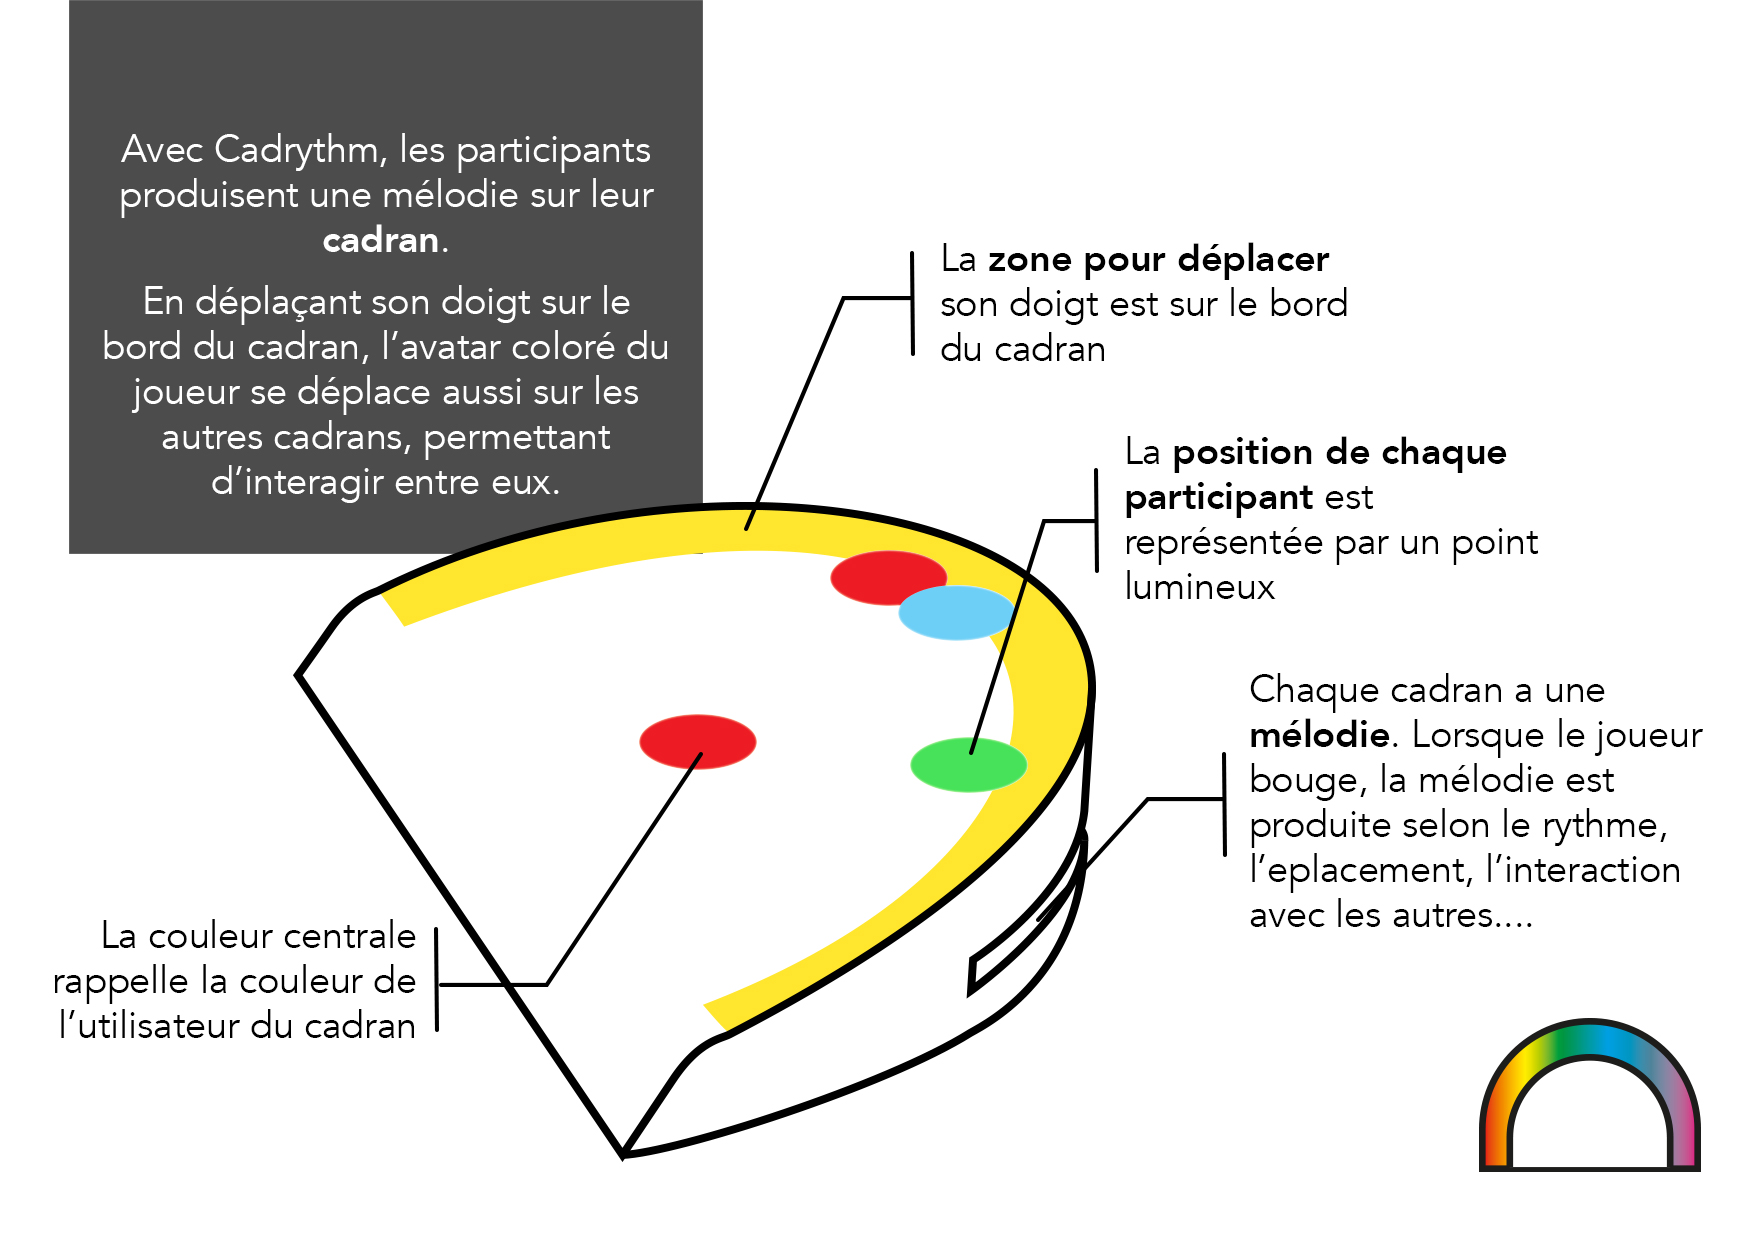 Avec Cadrythm, les participants
produisent une mélodie sur leur
cadran.
En déplaçant son doigt sur le
bord du cadran, l’avatar coloré du
joueur se déplace aussi sur les
autres cadrans, permettant
d’interagir entre eux.
La zone pour déplacer
son doigt est sur le bord
du cadran
La position de chaque
participant est
représentée par un point
lumineux
Chaque cadran a une
mélodie. Lorsque le joueur
bouge, la mélodie est
produite selon le rythme,
l’eplacement, l’interaction
avec les autres....
La couleur centrale
rappelle la couleur de
l’utilisateur du cadran